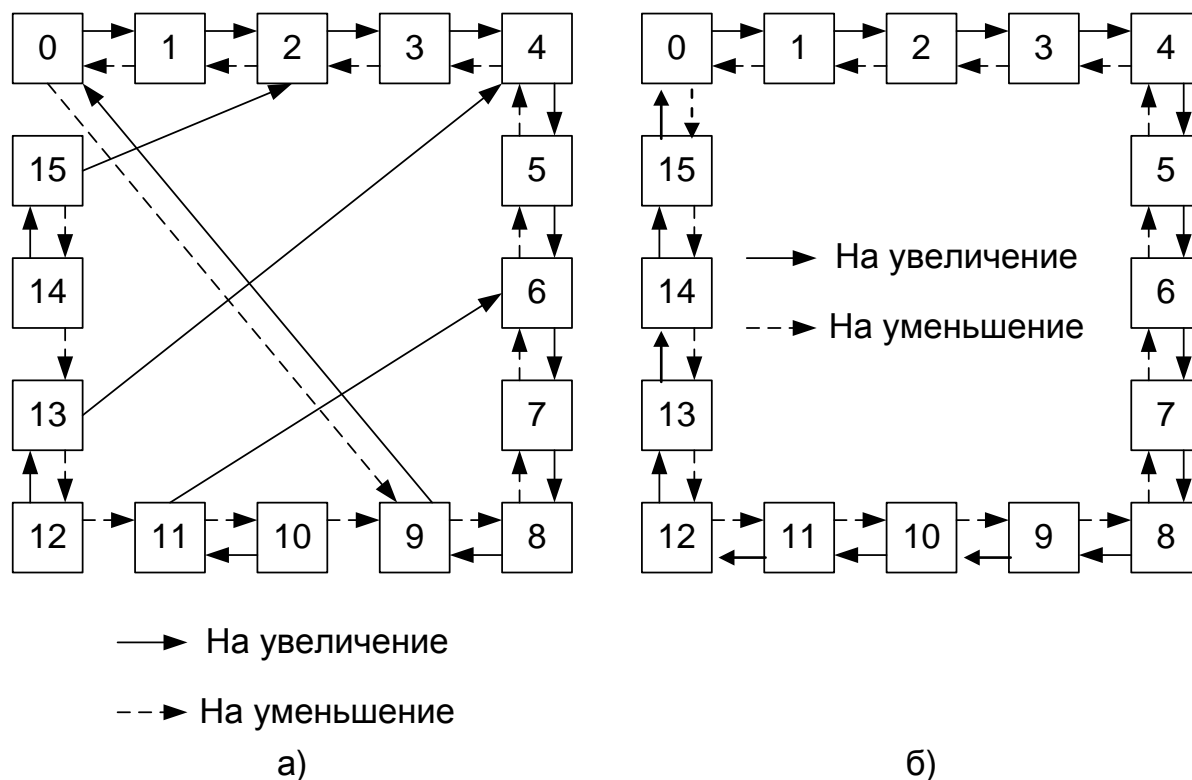 0 1 2 3 4 0 1 2 3 4
15 5 15 5
На увеличение
14 6 14 6
На уменьшение
13 7 13 7
12 11 10 9 8 12 11 10 9 8
На увеличение
На уменьшение
а) б)